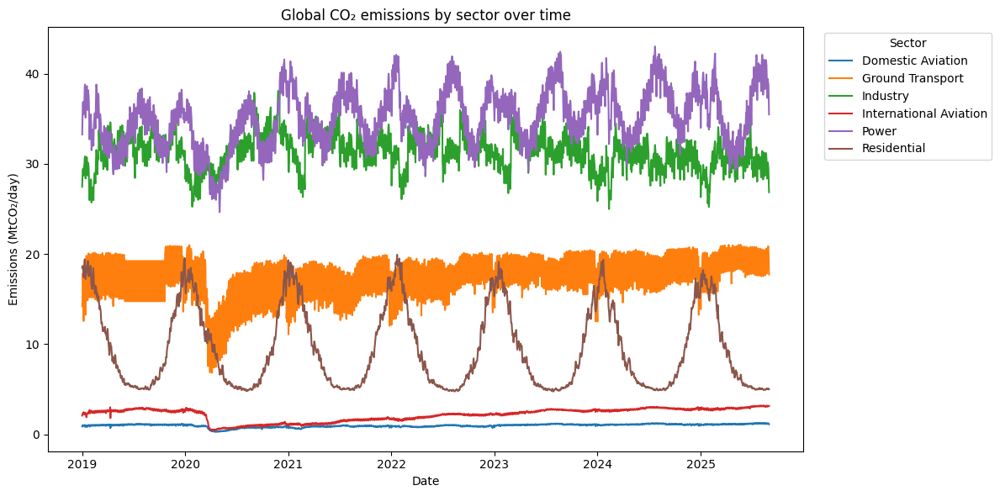 Global CO₂ emissions by sector over time
Emissions (MtCO₂/day)
40
30
20
10
0
2019
2020
2021
2022
2023
2024
2025
Date
Sector
Domestic Aviation
Ground Transport
Industry
International Aviation
Power
Residential